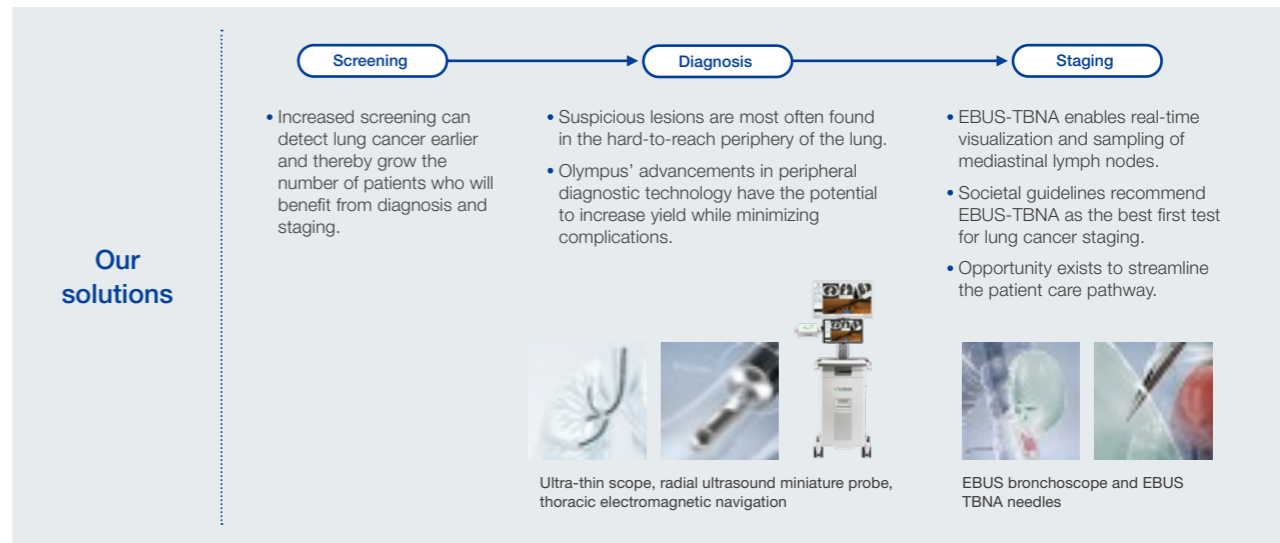 Our
solutions
Screening
Diagnosis
Staging
• Increased screening can
detect lung cancer earlier
and thereby grow the
number of patients who will
benefit from diagnosis and
staging.
• Suspicious lesions are most often found
in the hard-to-reach periphery of the lung.
• Olympus’ advancements in peripheral
diagnostic technology have the potential
to increase yield while minimizing
complications.
Ultra-thin scope, radial ultrasound miniature probe,
thoracic electromagnetic navigation
• EBUS-TBNA enables real-time
visualization and sampling of
mediastinal lymph nodes.
• Societal guidelines recommend
EBUS-TBNA as the best first test
for lung cancer staging.
• Opportunity exists to streamline
the patient care pathway.
EBUS bronchoscope and EBUS
TBNA needles